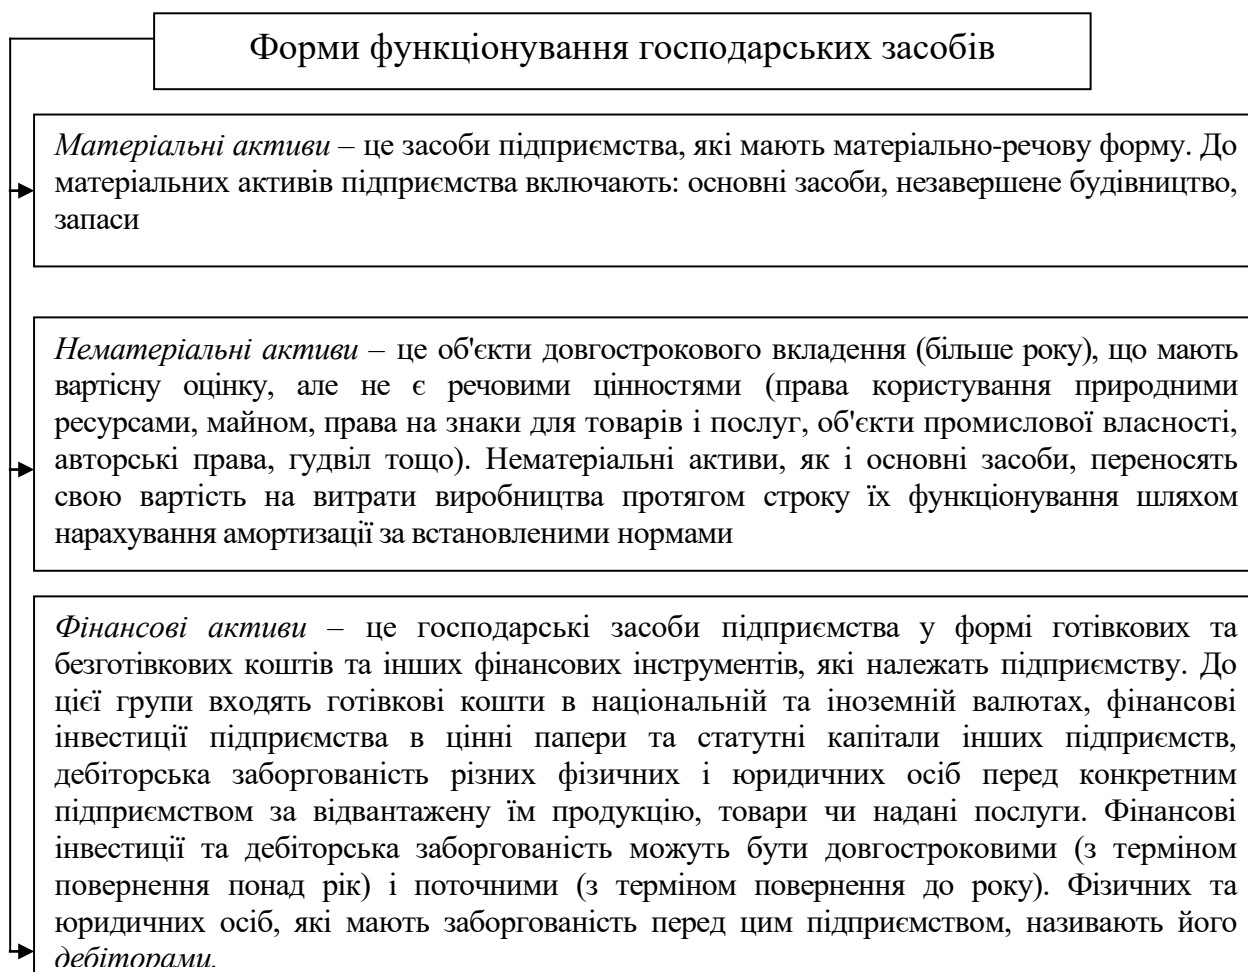 Форми функціонування господарських засобів
Матеріальні активи – це засоби підприємства, які мають матеріально-речову форму. До
матеріальних активів підприємства включають: основні засоби, незавершене будівництво,
запаси
Нематеріальні активи – це об'єкти довгострокового вкладення (більше року), що мають
вартісну оцінку, але не є речовими цінностями (права користування природними
ресурсами, майном, права на знаки для товарів і послуг, об'єкти промислової власності,
авторські права, гудвіл тощо). Нематеріальні активи, як і основні засоби, переносять
свою вартість на витрати виробництва протягом строку їх функціонування шляхом
нарахування амортизації за встановленими нормами
Фінансові активи – це господарські засоби підприємства у формі готівкових та
безготівкових коштів та інших фінансових інструментів, які належать підприємству. До
цієї групи входять готівкові кошти в національній та іноземній валютах, фінансові
інвестиції підприємства в цінні папери та статутні капітали інших підприємств,
дебіторська заборгованість різних фізичних і юридичних осіб перед конкретним
підприємством за відвантажену їм продукцію, товари чи надані послуги. Фінансові
інвестиції та дебіторська заборгованість можуть бути довгостроковими (з терміном
повернення понад рік) і поточними (з терміном повернення до року). Фізичних та
юридичних осіб, які мають заборгованість перед цим підприємством, називають його
дебіторами.